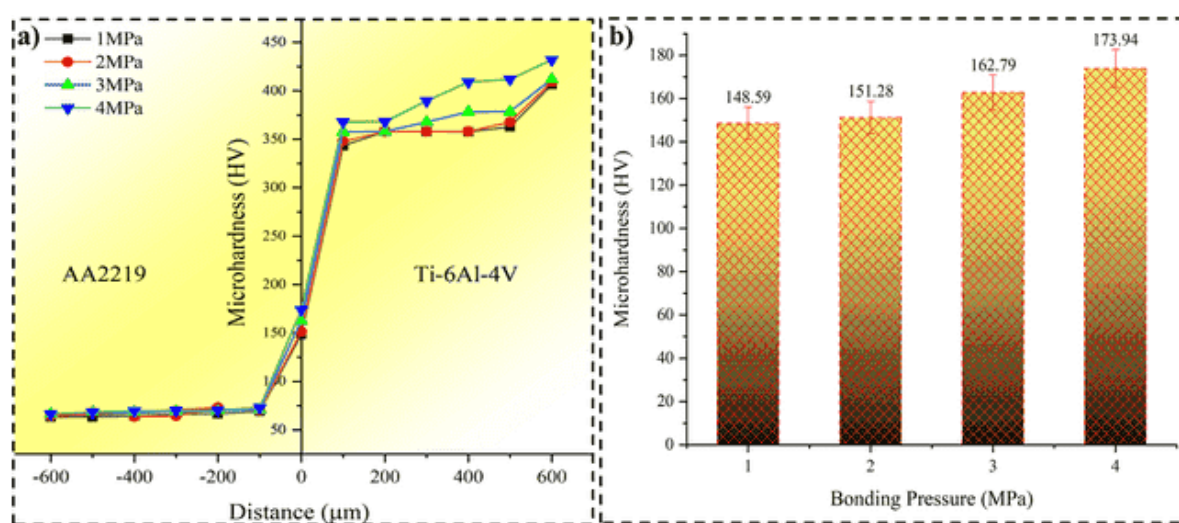 a)
1MPa
2MPa
3MPa
4MPa
Microhardness (HV)
450
400
350
300
250
200
150
100
50
AA2219
Ti-6Al-4V
-600 -400 -200 0 200 400 600
Distance (μm)
b)
Microhardness (HV)
180
160
140
120
100
80
60
40
20
0
148.59
151.28
162.79
173.94
1 2 3 4
Bonding Pressure (MPa)